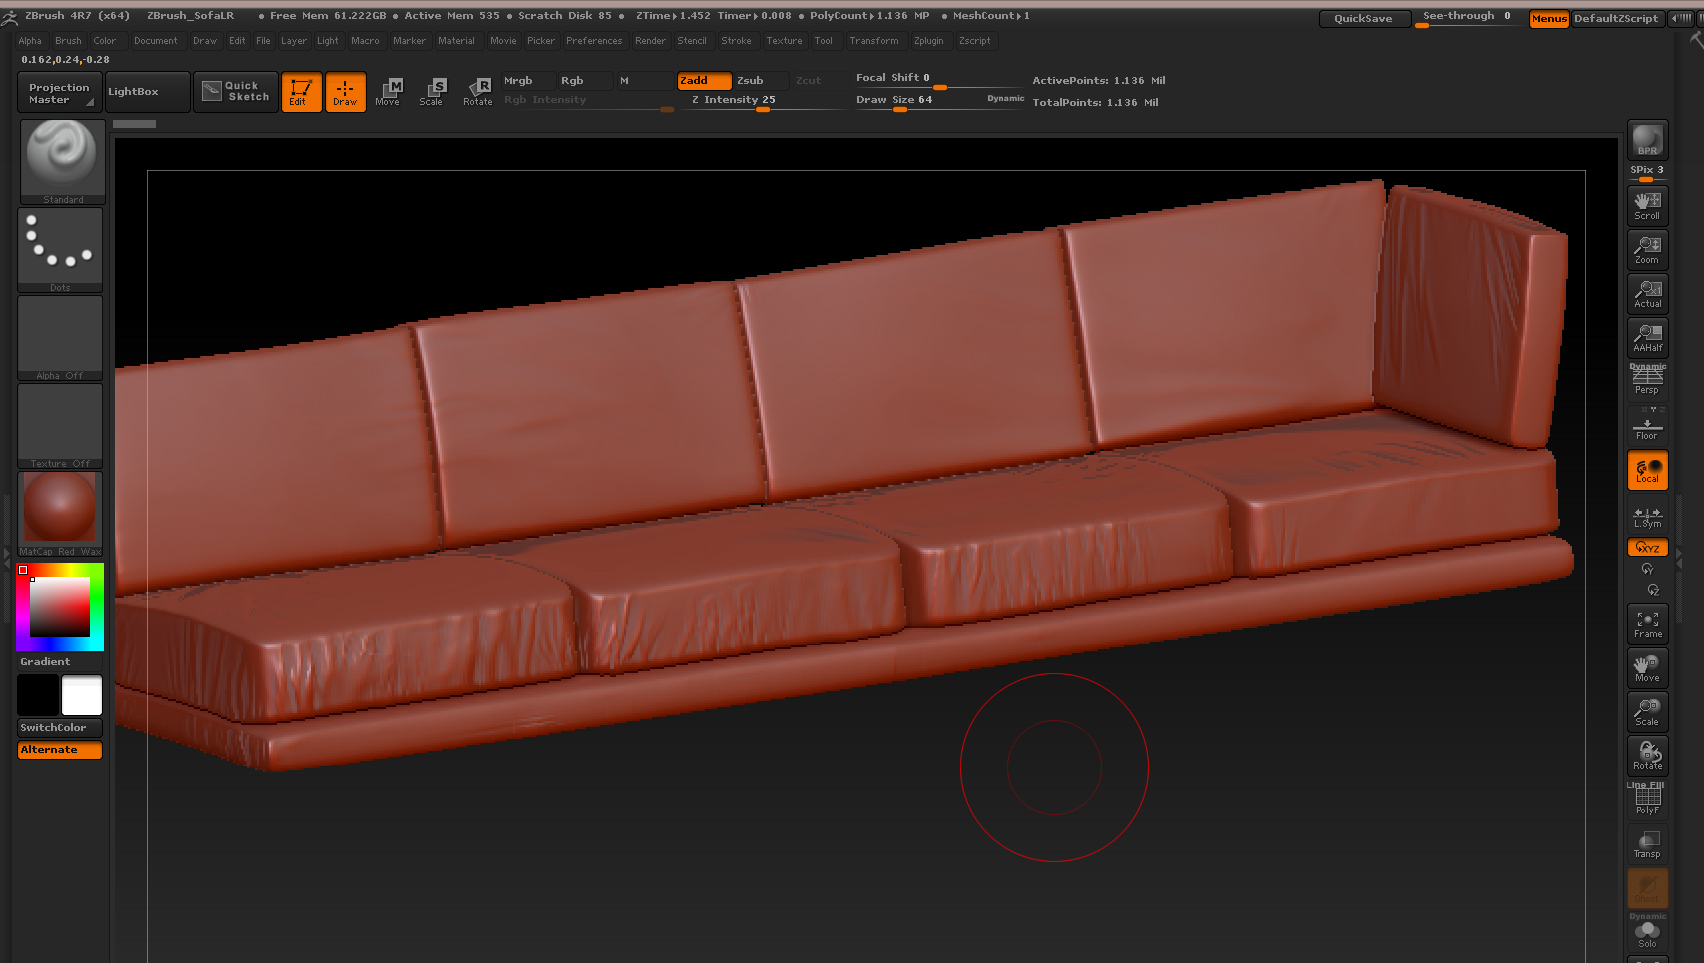 ZBrush 4R7 (x64) ZBrush_SofaLR ● Free Mem 61.222GB ● Active Mem 535 ● Scratch Disk 85 ● ZTime▸1.452 Timer▸0.008 ● PolyCount▸1.136 MP ● MeshCount▸1 QuickSave See-through 0 Menus DefaultZScript
Alpha Brush Color Document Draw Edit File Layer Light Macro Marker Material Movie Picker Preferences Render Stencil Stroke Texture Tool Transform Zplugin Zscript
0.162,0.24,-0.28
Projection Master
LightBox
Quick Sketch
Edit
Draw
Move
Scale
Rotate
Mrgb Rgb M Zadd Zsub Zcut
Rgb Intensity Z Intensity 25
Focal Shift 0
Draw Size 64 Dynamic
ActivePoints: 1.136 Mil
TotalPoints: 1.136 Mil
Standard
Dots
Alpha Off
Texture Off
MatCap Red Wax
Gradient
SwitchColor
Alternate
BPR
SPix 3
Scroll
Zoom
Actual
AAHalf
Dynamic
Persp
Floor
Local
L.Sym
XYZ
Y
Z
Frame
Move
Scale
Rotate
Line Fill
PolyF
Transp
Ghost
Dynamic
Solo